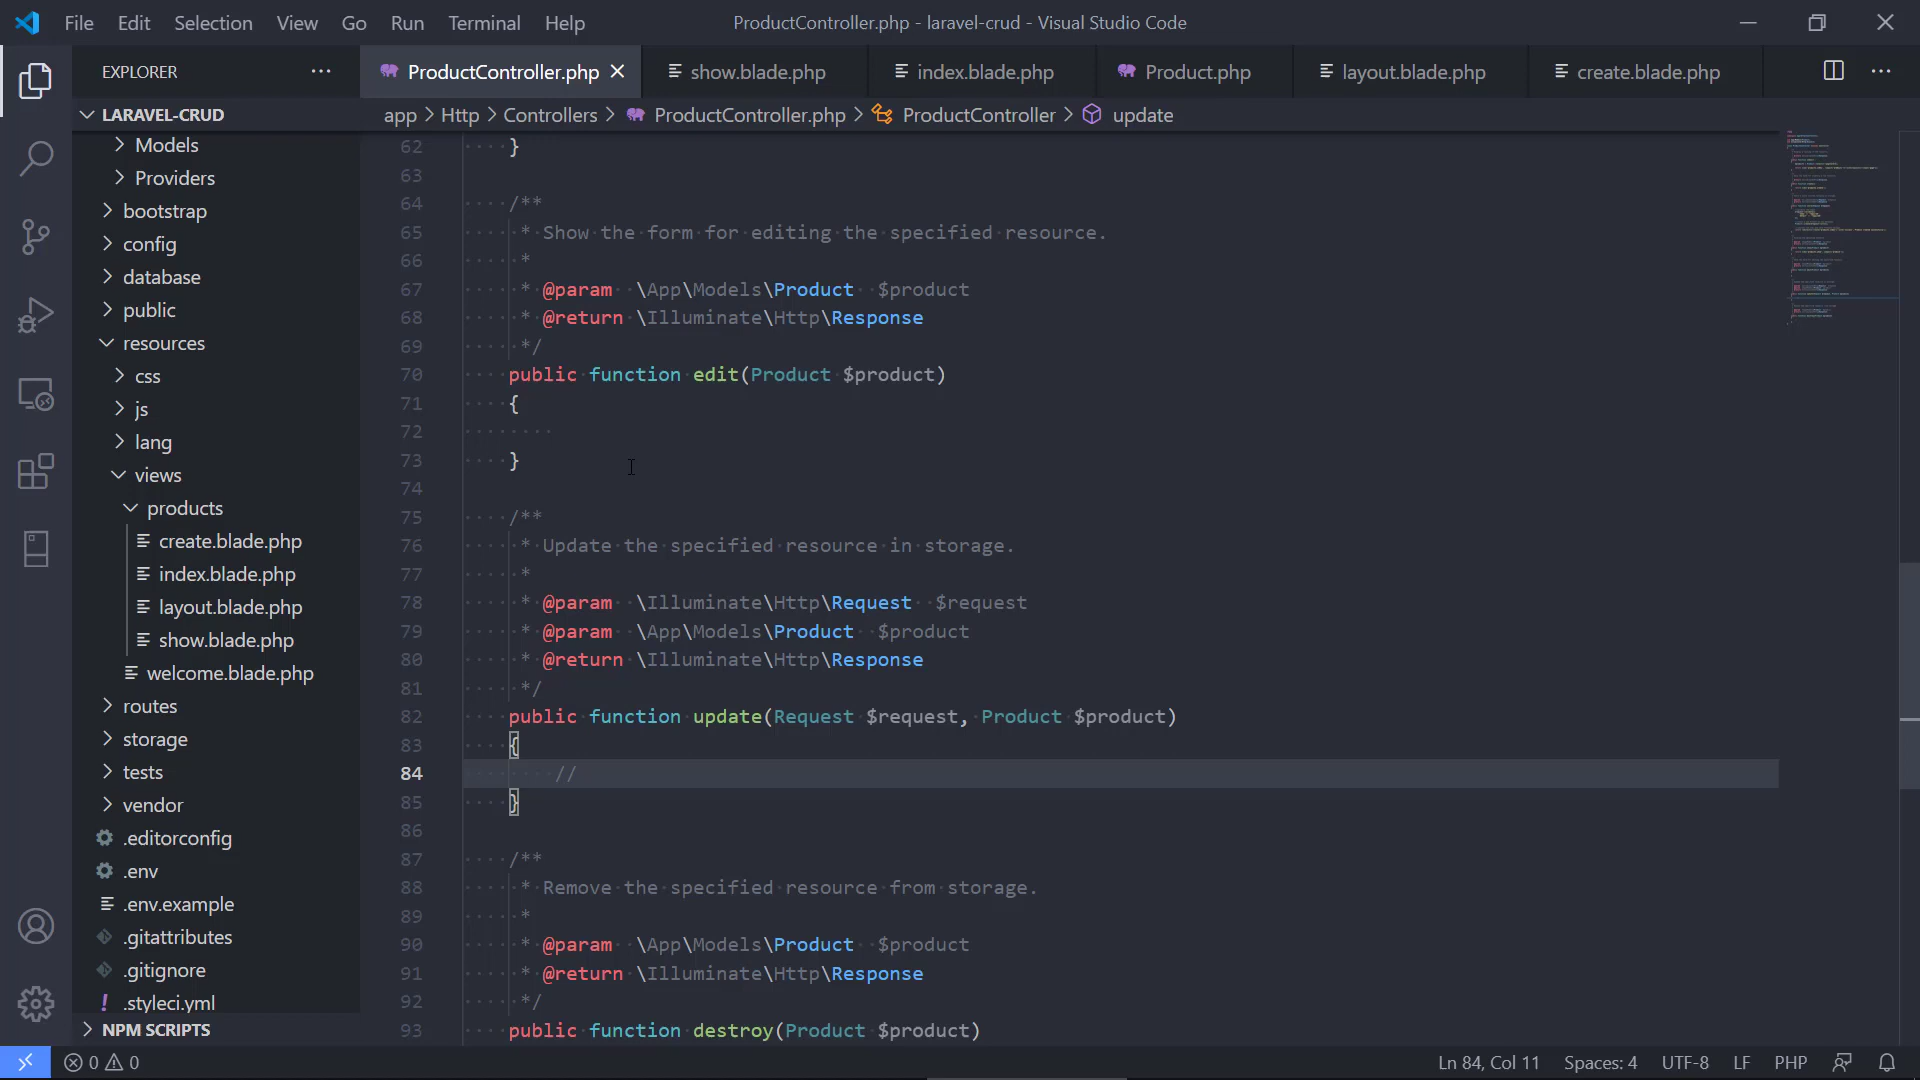 File Edit Selection View Go Run Terminal Help
ProductController.php - laravel-crud - Visual Studio Code
EXPLORER
ProductController.php
show.blade.php
index.blade.php
Product.php
layout.blade.php
create.blade.php
LARAVEL-CRUD
app > Http > Controllers > ProductController.php > ProductController > update
Models
Providers
bootstrap
config
database
public
resources
css
js
lang
views
products
create.blade.php
index.blade.php
layout.blade.php
show.blade.php
welcome.blade.php
routes
storage
tests
vendor
.editorconfig
.env
.env.example
.gitattributes
.gitignore
! .styleci.yml
NPM SCRIPTS
62 }
63
64 /**
65 * Show the form for editing the specified resource.
66 *
67 * @param  \App\Models\Product  $product
68 * @return \Illuminate\Http\Response
69 */
70 public function edit(Product $product)
71 {
72
73 }
74
75 /**
76 * Update the specified resource in storage.
77 *
78 * @param  \Illuminate\Http\Request  $request
79 * @param  \App\Models\Product  $product
80 * @return \Illuminate\Http\Response
81 */
82 public function update(Request $request, Product $product)
83 {
84 //
85 }
86
87 /**
88 * Remove the specified resource from storage.
89 *
90 * @param  \App\Models\Product  $product
91 * @return \Illuminate\Http\Response
92 */
93 public function destroy(Product $product)
0 0
Ln 84, Col 11
Spaces: 4
UTF-8
LF
PHP